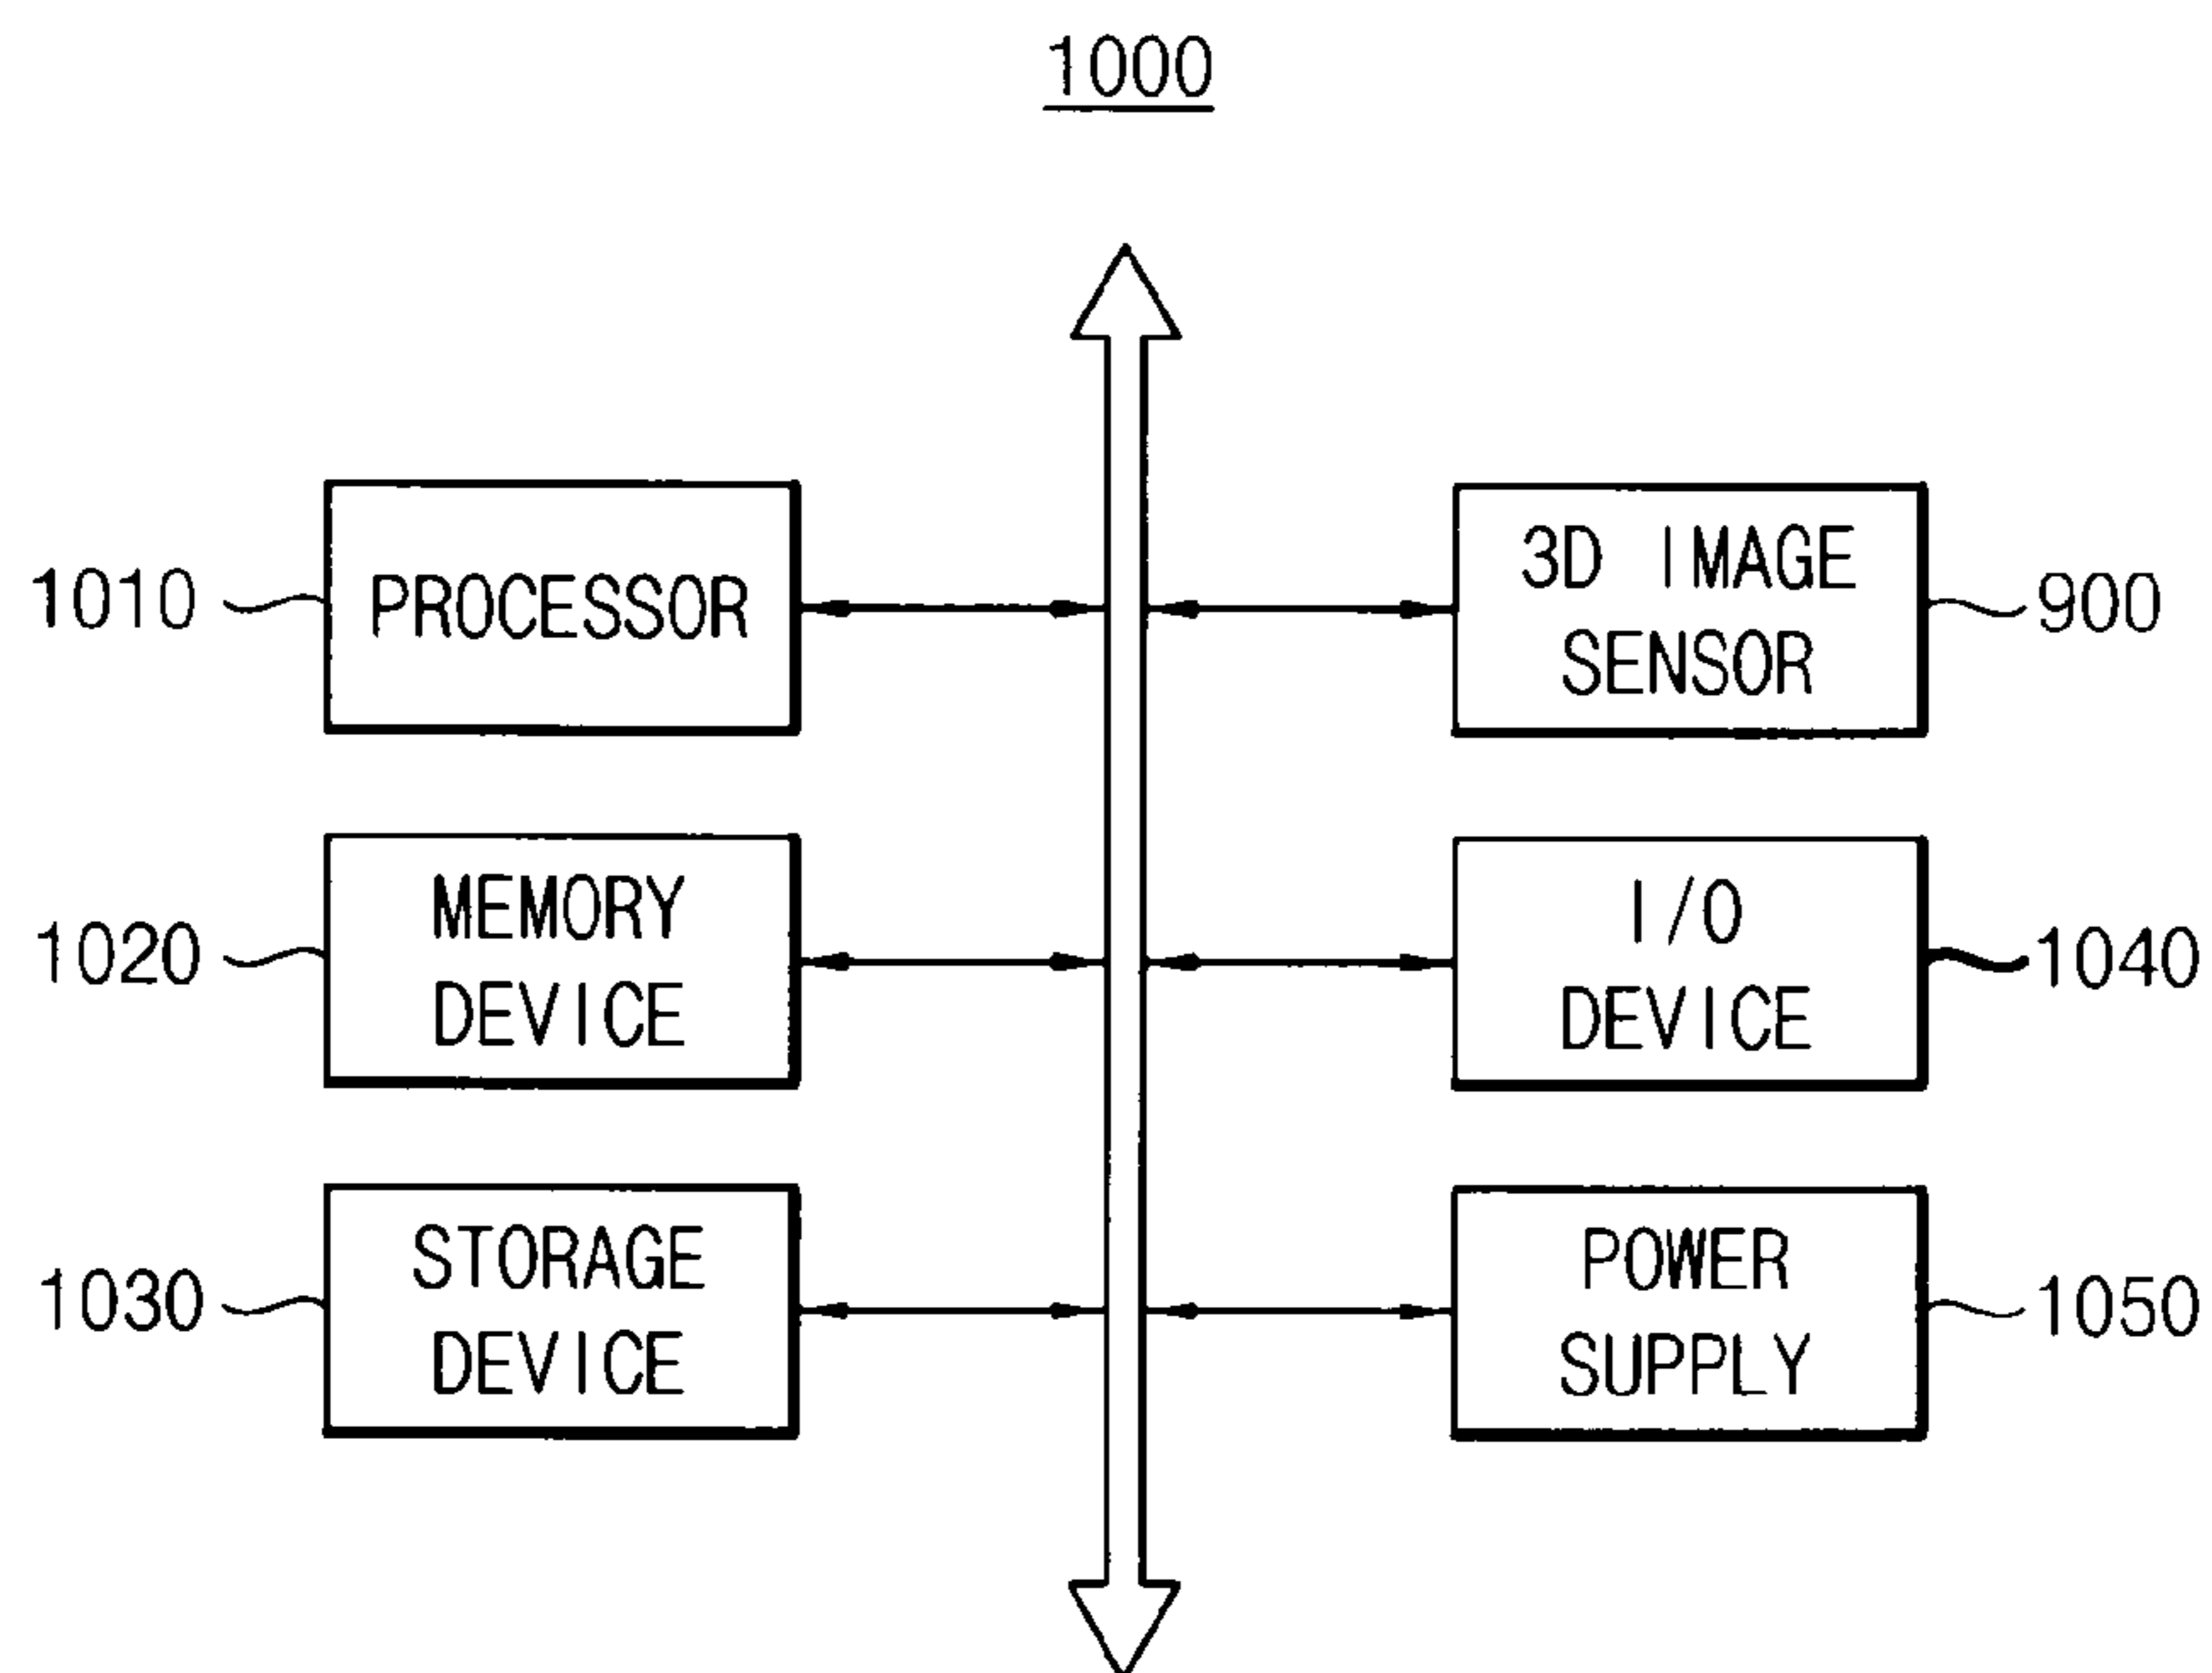 1000
1010
PROCESSOR
3D IMAGE
SENSOR
900
1020
MEMORY
DEVICE
I/O
DEVICE
1040
1030
STORAGE
DEVICE
POWER
SUPPLY
1050